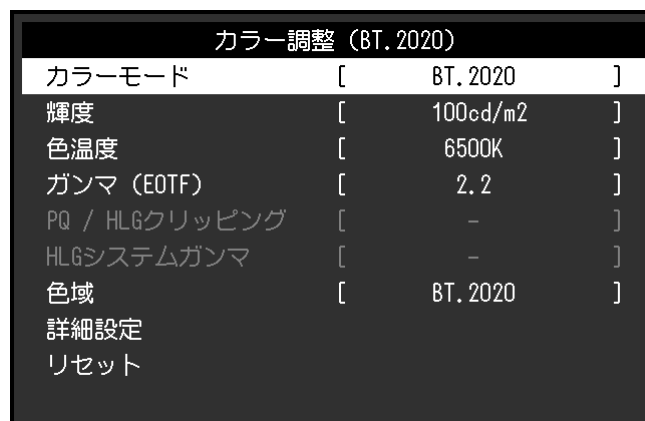 カラー調整（BT.2020）
カラーモード [ BT.2020 ]
輝度 [ 100cd/m2 ]
色温度 [ 6500K ]
ガンマ（EOTF） [ 2.2 ]
PQ / HLGクリッピング [ － ]
HLGシステムガンマ [ － ]
色域 [ BT.2020 ]
詳細設定
リセット